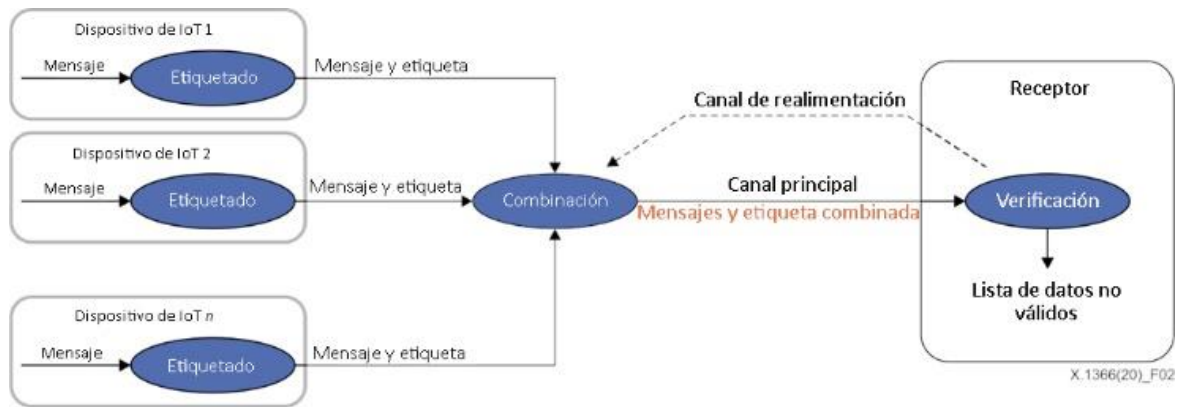 Dispositivo de IoT 1
Mensaje
Etiquetado
Mensaje y etiqueta
Dispositivo de IoT 2
Mensaje
Etiquetado
Mensaje y etiqueta
Dispositivo de IoT n
Mensaje
Etiquetado
Mensaje y etiqueta
Combinación
Canal de realimentación
Canal principal
Mensajes y etiqueta combinada
Receptor
Verificación
Lista de datos no
válidos
X.1366(20)_F02